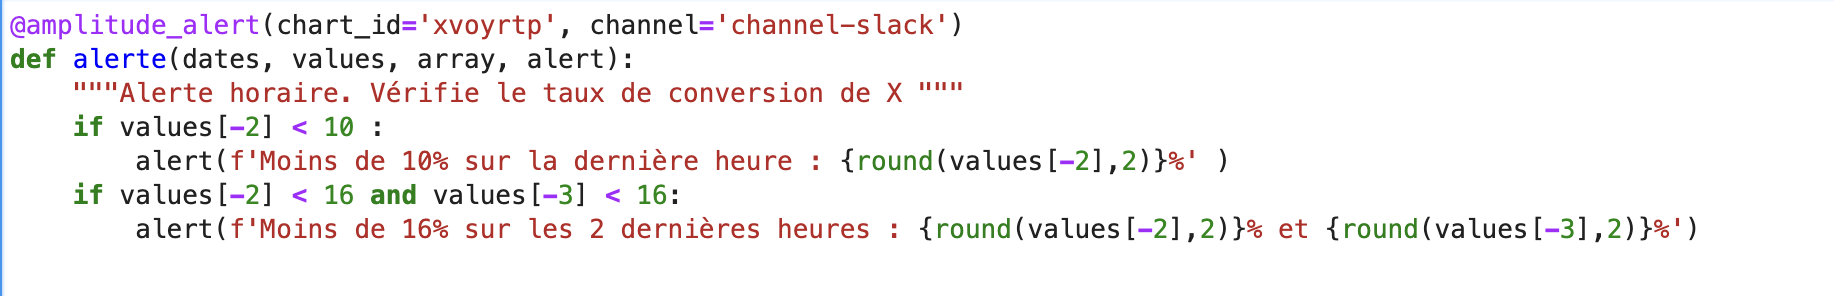 @amplitude_alert(chart_id='xvoyrtp', channel='channel-slack')
def alerte(dates, values, array, alert):
    """Alerte horaire. Vérifie le taux de conversion de X """
    if values[-2] < 10 :
        alert(f'Moins de 10% sur la dernière heure : {round(values[-2],2)}%' )
    if values[-2] < 16 and values[-3] < 16:
        alert(f'Moins de 16% sur les 2 dernières heures : {round(values[-2],2)}% et {round(values[-3],2)}%')